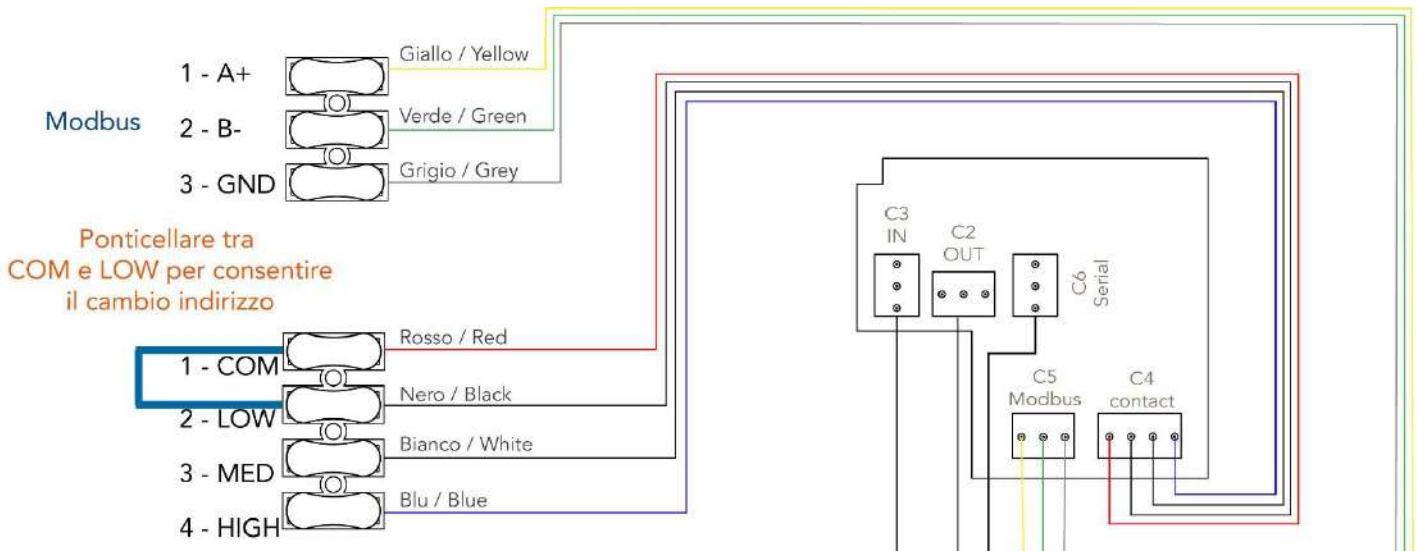 Giallo / Yellow
1 - A+
Modbus
Verde / Green
2 - B-
Grigio / Grey
3 - GND
Ponticellare tra
COM e LOW per consentire
il cambio indirizzo
Rosso / Red
1 - COM
Nero / Black
2 - LOW
Bianco / White
3 - MED
Blu / Blue
4 - HIGH
C3
IN
C2
OUT
C6
Serial
C5
Modbus
C4
contact